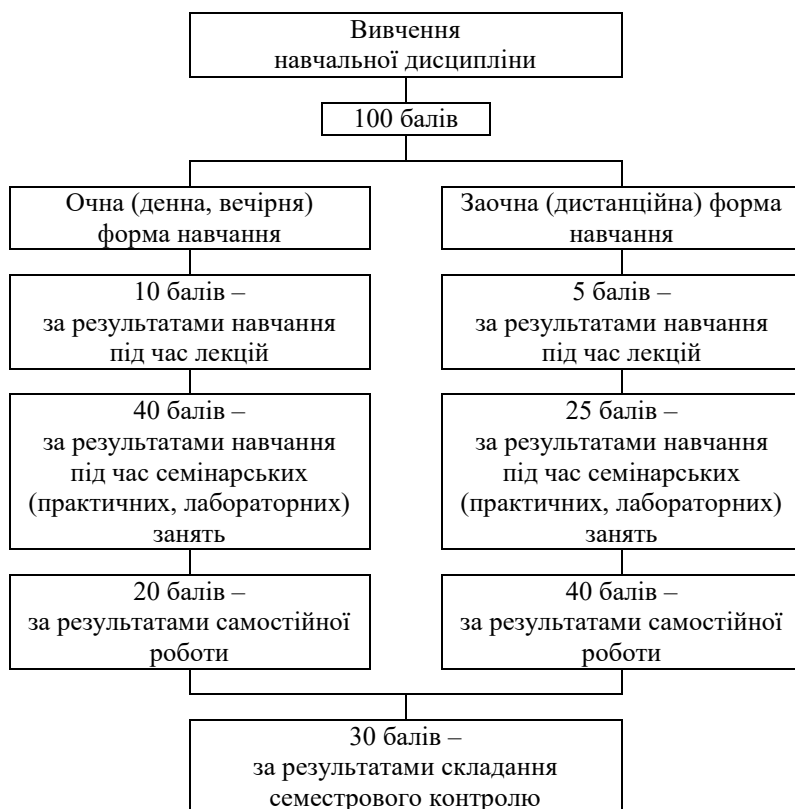 Вивчення
навчальної дисципліни
100 балів
Очна (денна, вечірня)
форма навчання
Заочна (дистанційна) форма
навчання
10 балів –
за результатами навчання
під час лекцій
5 балів –
за результатами навчання
під час лекцій
40 балів –
за результатами навчання
під час семінарських
(практичних, лабораторних)
занять
25 балів –
за результатами навчання
під час семінарських
(практичних, лабораторних)
занять
20 балів –
за результатами самостійної
роботи
40 балів –
за результатами самостійної
роботи
30 балів –
за результатами складання
семестрового контролю